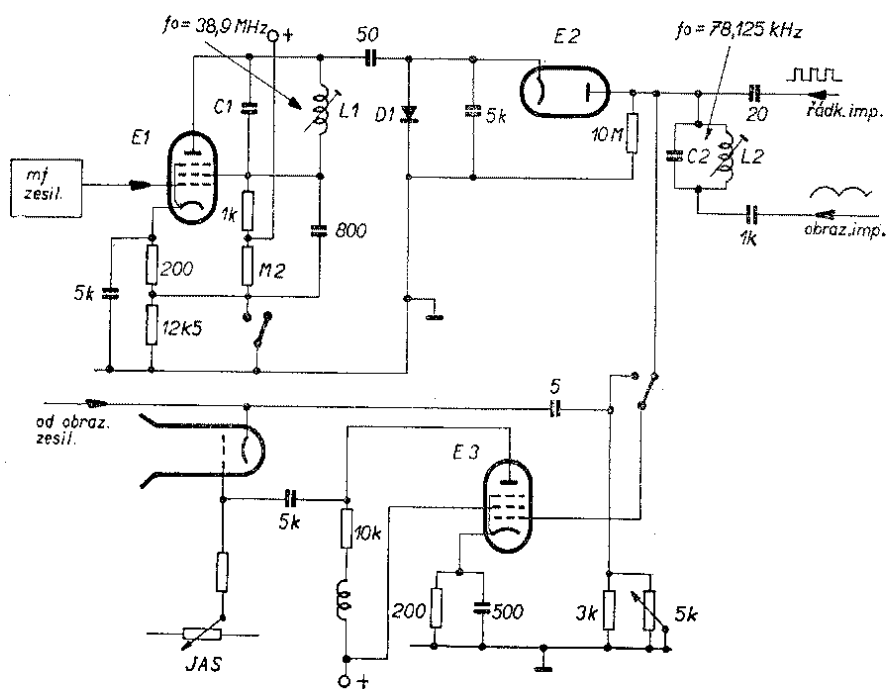 fo = 38,9 MHz
+
50
E2
fo = 78,125 kHz
C1
L1
D1
5k
10M
20
řádk. imp.
E1
C2
L2
mf
zesil.
1k
800
1k
obraz. imp.
200
M2
5k
12k5
5
od obraz.
zesil.
E3
5k
10k
200
500
3k
5k
JAS
+